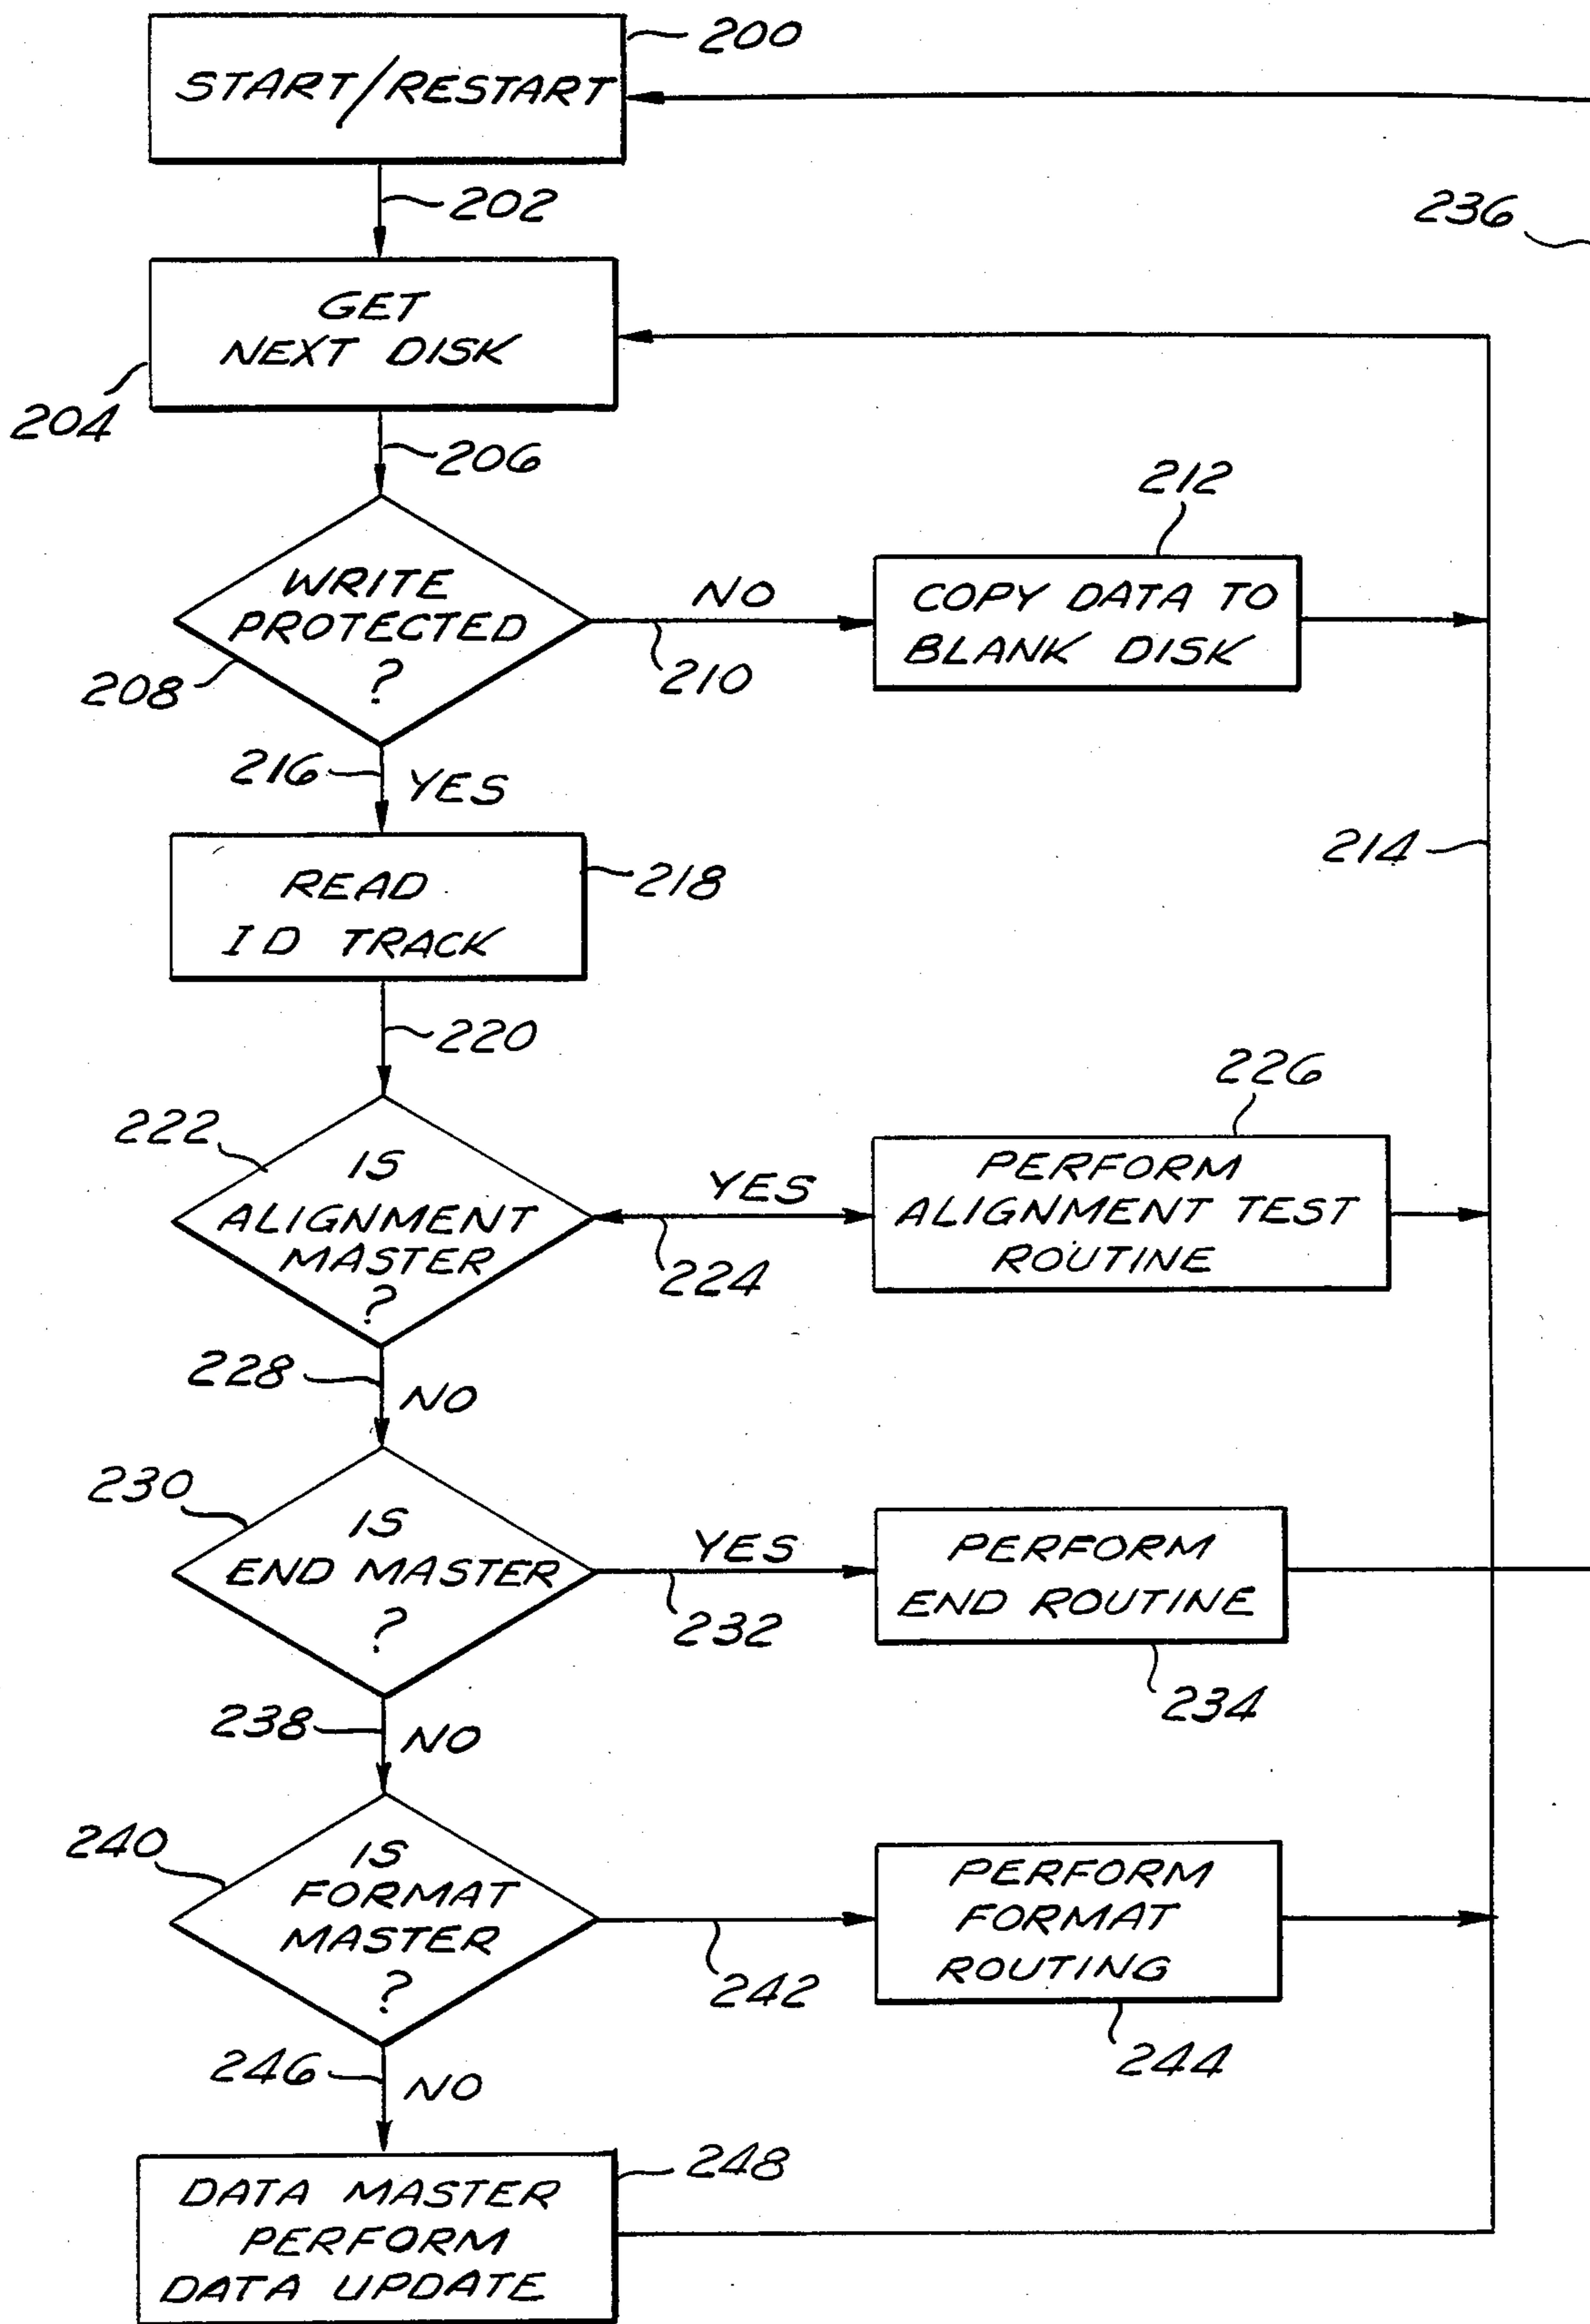 START/RESTART
200
202
236
GET
NEXT DISK
204
206
212
WRITE
PROTECTED
?
208
NO
210
COPY DATA TO
BLANK DISK
216
YES
214
READ
ID TRACK
218
220
226
222
IS
ALIGNMENT
MASTER
?
YES
224
PERFORM
ALIGNMENT TEST
ROUTINE
228
NO
230
IS
END MASTER
?
YES
232
PERFORM
END ROUTINE
234
238
NO
240
IS
FORMAT
MASTER
?
242
PERFORM
FORMAT
ROUTING
244
246
NO
248
DATA MASTER
PERFORM
DATA UPDATE